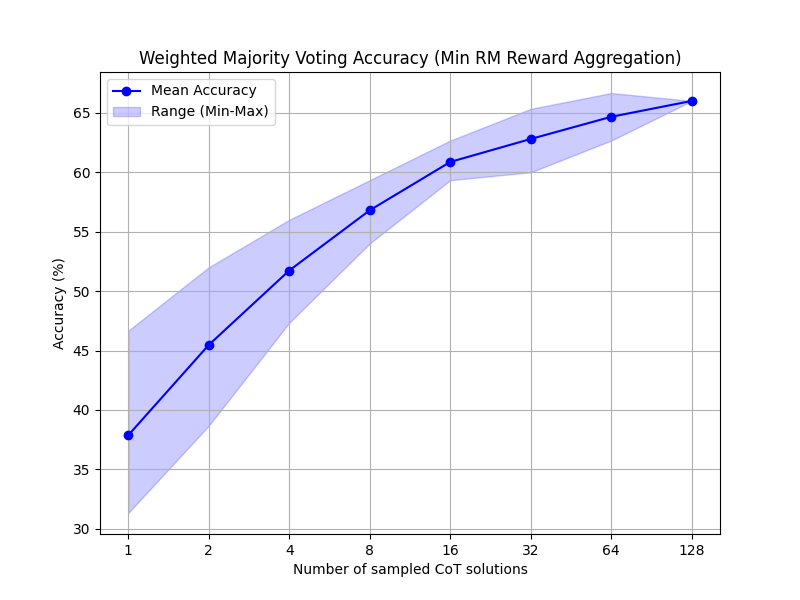 Weighted Majority Voting Accuracy (Min RM Reward Aggregation)
Mean Accuracy
Range (Min-Max)
Accuracy (%)
65
60
55
50
45
40
35
30
1 2 4 8 16 32 64 128
Number of sampled CoT solutions